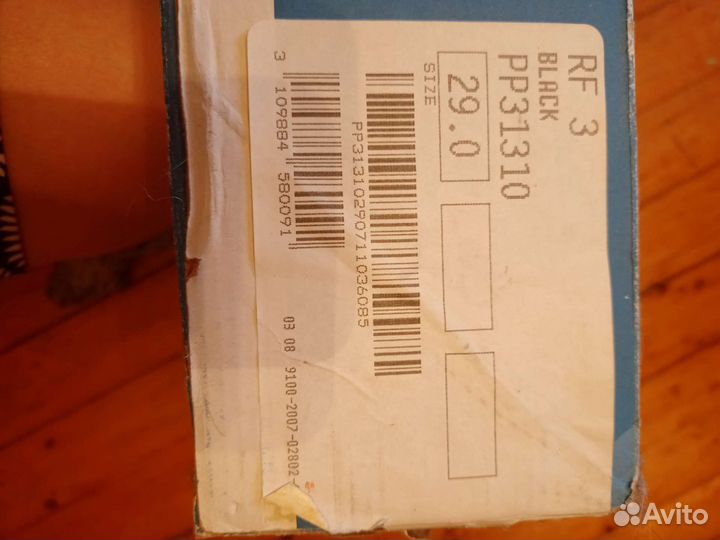 RF 3
BLACK
PP31310
29.0
SIZE
PP31310290711036085
3 109884 580091
03 08 9100-2007-02802
Avito